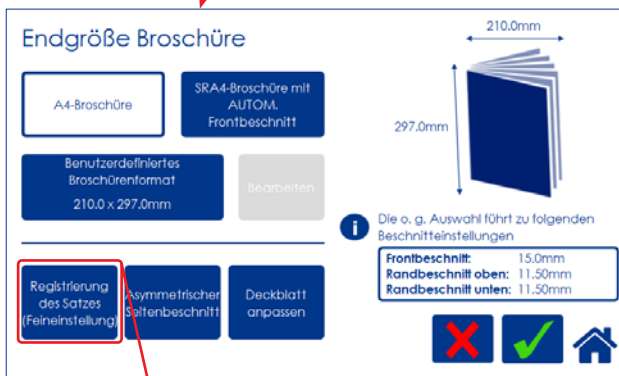 Endgröße Broschüre
210.0mm
A4-Broschüre
SRA4-Broschüre mit
AUTOM.
Frontbeschnitt
297.0mm
Benutzerdefiniertes
Broschürenformat
210.0 x 297.0mm
Bearbeiten
i
Die o. g. Auswahl führt zu folgenden
Beschnitteinstellungen
Frontbeschnitt: 15.0mm
Randbeschnitt oben: 11.50mm
Randbeschnitt unten: 11.50mm
Registrierung
des Satzes
(Feineinstellung)
Asymmetrischer
Seitenbeschnitt
Deckblatt
anpassen